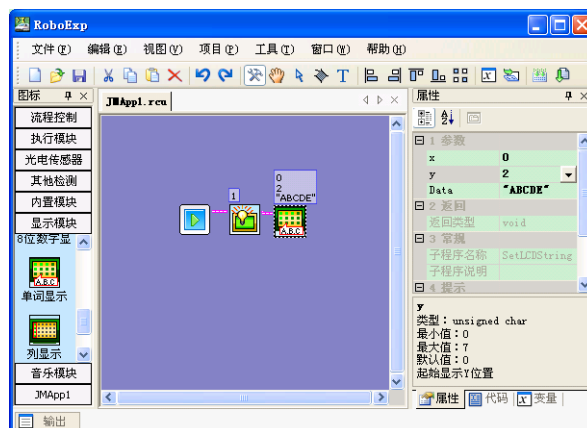 RoboExp
文件(F) 编辑(E) 视图(V) 项目(P) 工具(T) 窗口(W) 帮助(H)
图标
流程控制
执行模块
光电传感器
其他检测
内置模块
显示模块
8位数字显
A.B.C
单词显示
列显示
音乐模块
JMApp1
JMApp1.rcu
1
0
2
"ABCDE"
A.B.C
属性
1 参数
x 0
y 2
Data "ABCDE"
2 返回
返回类型 void
3 常规
子程序名称 SetLCDString
子程序说明
4 提示
y
类型：unsigned char
最小值：0
最大值：7
默认值：0
起始显示Y位置
属性 代码 变量
输出